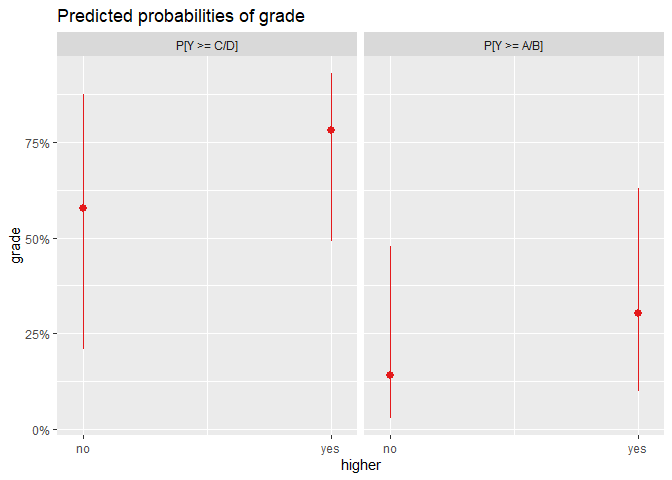 Predicted probabilities of grade
P[Y >= C/D]
P[Y >= A/B]
75%
50%
25%
0%
grade
no
yes
no
yes
higher